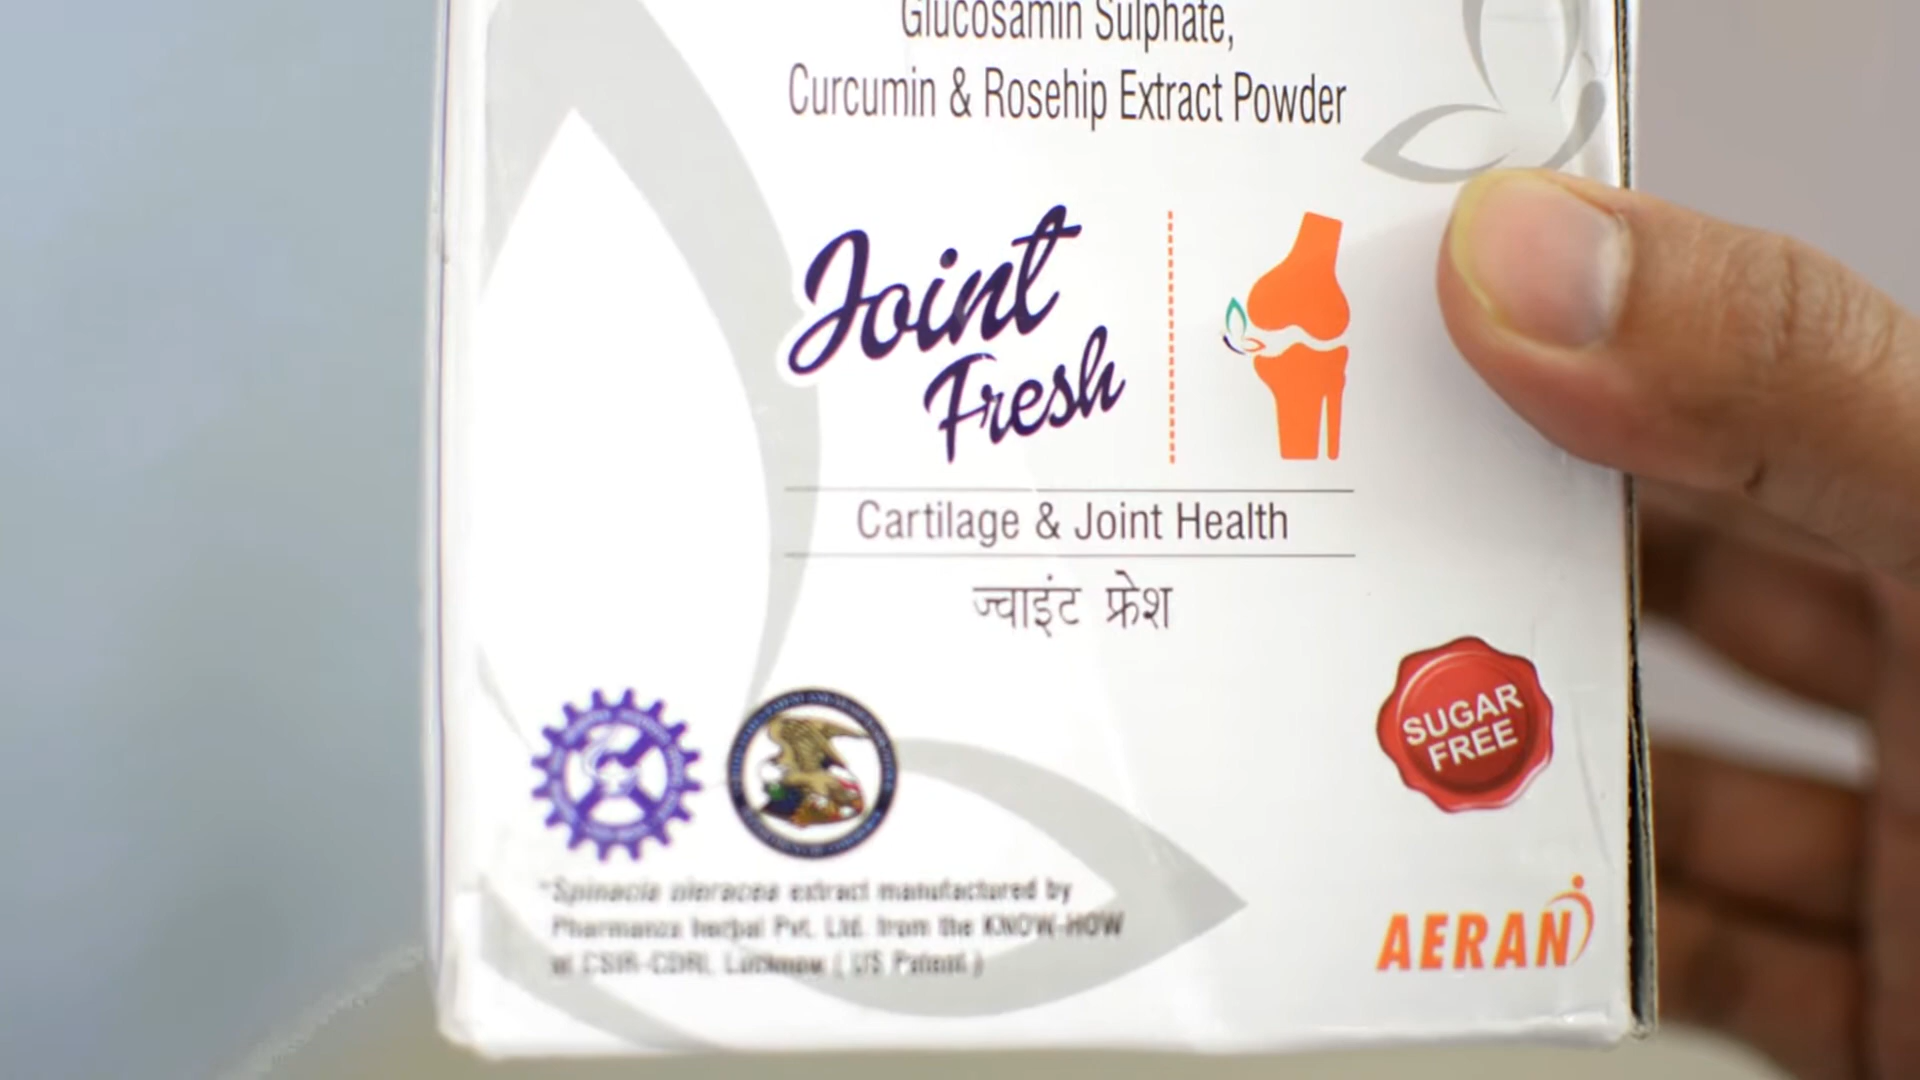 Glucosamin Sulphate,
Curcumin & Rosehip Extract Powder
Joint
Fresh
Cartilage & Joint Health
ज्वाइंट फ्रेश
SUGAR
FREE
*Spinacia oleracea extract manufactured by
Pharmanza herbal Pvt. Ltd. from the KNOW-HOW
of CSIR-CDRI, Lucknow ( US Patent )
AERAN